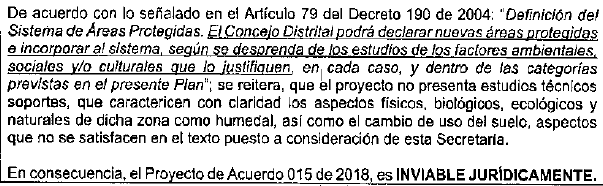 De acuerdo con lo señalado en el Artículo 79 del Decreto 190 de 2004: "Definición del
Sistema de Áreas Protegidas. El Concejo Distrital podrá declarar nuevas áreas protegidas
e incorporar al sistema, según se desprenda de los estudios de los factores ambientales,
sociales y/o culturales que lo justifiquen, en cada caso, y dentro de las categorías
previstas en el presente Plan"; se reitera, que el proyecto no presenta estudios técnicos
soportes, que caractericen con claridad los aspectos físicos, biológicos, ecológicos y
naturales de dicha zona como humedal, así como el cambio de uso del suelo, aspectos
que no se satisfacen en el texto puesto a consideración de esta Secretaría.
En consecuencia, el Proyecto de Acuerdo 015 de 2018, es INVIABLE JURÍDICAMENTE.